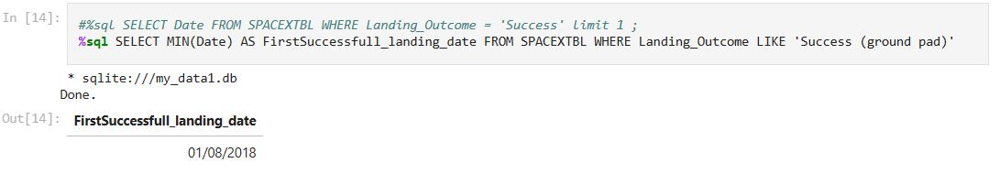 In [14]:
#%sql SELECT Date FROM SPACEXTBL WHERE Landing_Outcome = 'Success' limit 1 ;
%sql SELECT MIN(Date) AS FirstSuccessfull_landing_date FROM SPACEXTBL WHERE Landing_Outcome LIKE 'Success (ground pad)'
* sqlite:///my_data1.db
Done.
Out[14]:
FirstSuccessfull_landing_date
01/08/2018